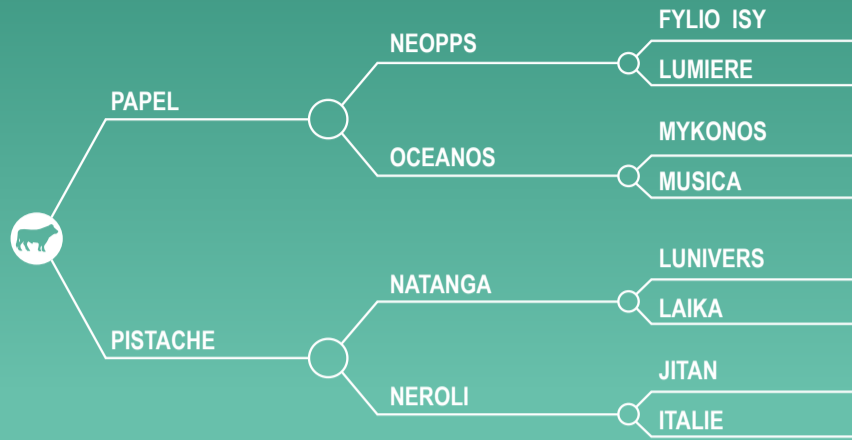 FYLIO ISY
NEOPPS
LUMIERE
PAPEL
MYKONOS
OCEANOS
MUSICA
LUNIVERS
NATANGA
LAIKA
PISTACHE
JITAN
NEROLI
ITALIE